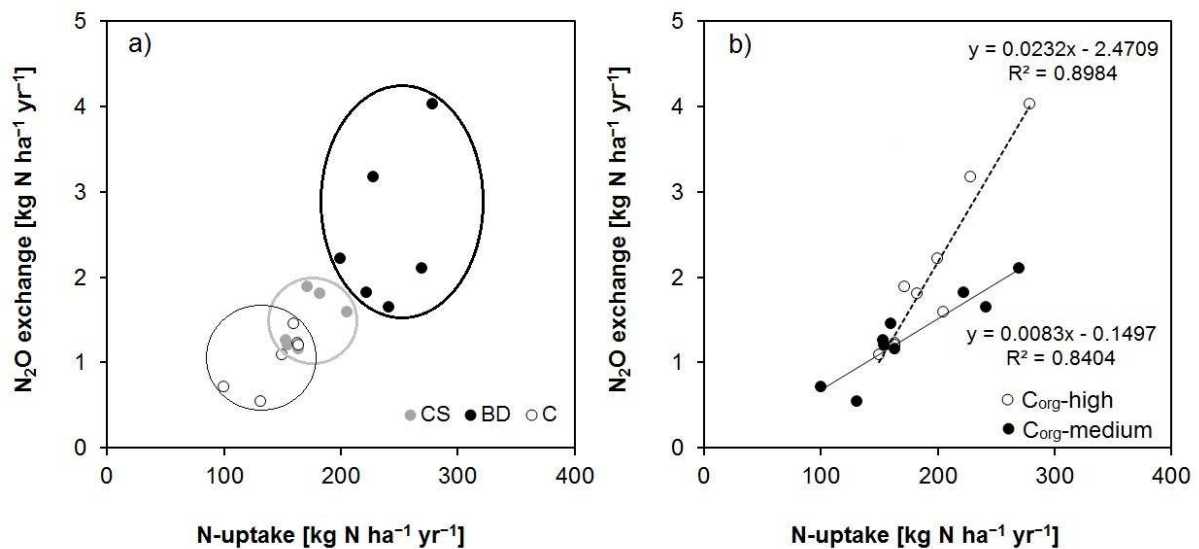 a)
5
4
3
2
1
0
0 100 200 300 400
N₂O exchange [kg N ha⁻¹ yr⁻¹]
N-uptake [kg N ha⁻¹ yr⁻¹]
CS BD C
b)
5
4
3
2
1
0
0 100 200 300 400
N₂O exchange [kg N ha⁻¹ yr⁻¹]
N-uptake [kg N ha⁻¹ yr⁻¹]
y = 0.0232x - 2.4709
R² = 0.8984
y = 0.0083x - 0.1497
R² = 0.8404
Corg-high
Corg-medium